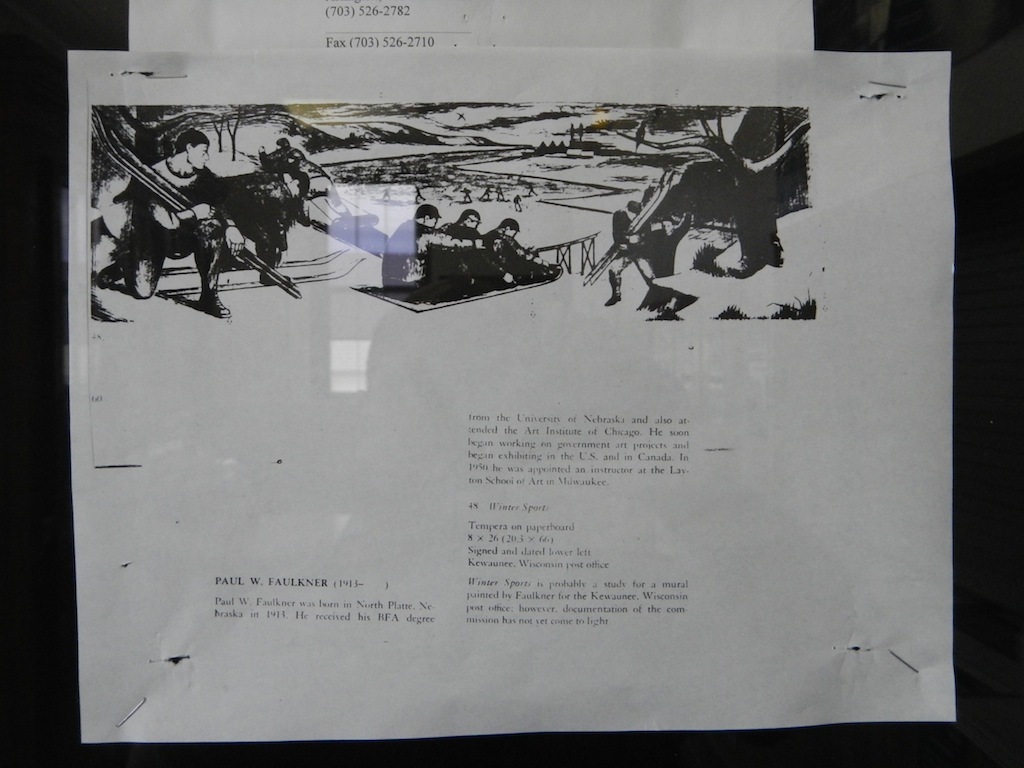 (703) 526-2782
Fax (703) 526-2710
48
60
PAUL W. FAULKNER (1913– )
Paul W. Faulkner was born in North Platte, Ne-
braska in 1913. He received his BFA degree
from the University of Nebraska and also at-
tended the Art Institute of Chicago. He soon
began working on government art projects and
began exhibiting in the U.S. and in Canada. In
1950 he was appointed an instructor at the Lay-
ton School of Art in Milwaukee.
48 Winter Sports
Tempera on paperboard
8 × 26 (20.3 × 66)
Signed and dated lower left
Kewaunee, Wisconsin post office
Winter Sports is probably a study for a mural
painted by Faulkner for the Kewaunee, Wisconsin
post office; however, documentation of the com-
mission has not yet come to light.